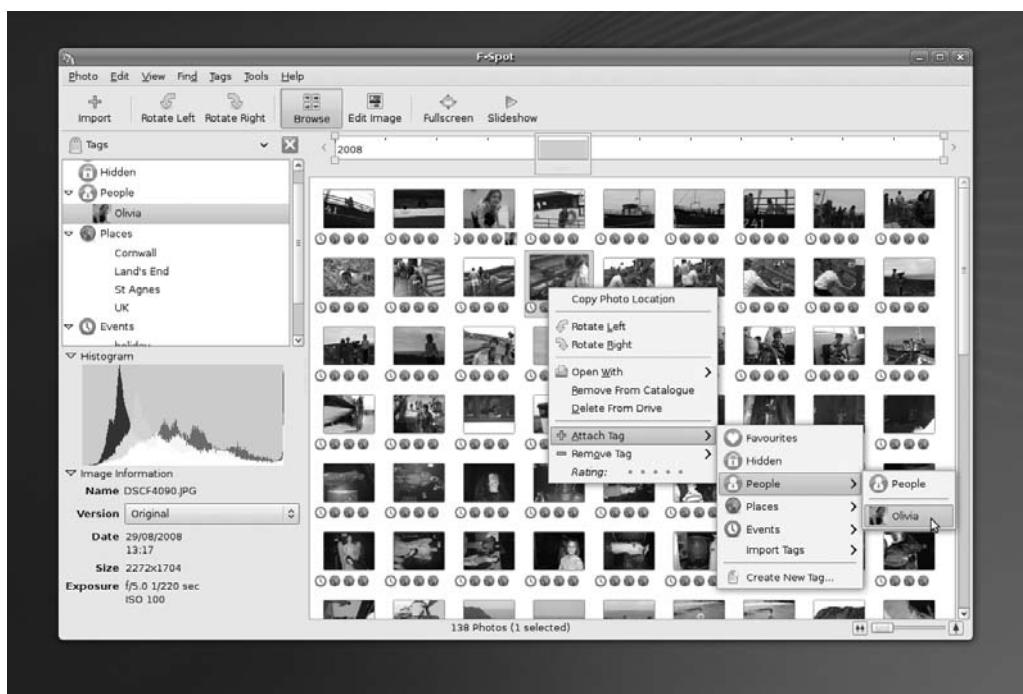 F-Spot
Photo Edit View Find Tags Tools Help
Import Rotate Left Rotate Right Browse Edit Image Fullscreen Slideshow
Tags
2008
Hidden
People
Olivia
Places
Cornwall
Land's End
St Agnes
UK
Events
holiday
Histogram
Image Information
Name DSCF4090.JPG
Version Original
Date 29/08/2008
13:17
Size 2272x1704
Exposure f/5.0 1/220 sec
ISO 100
Copy Photo Location
Rotate Left
Rotate Right
Open With
Remove From Catalogue
Delete From Drive
Attach Tag
Remove Tag
Rating:
Favourites
Hidden
People
Places
Events
Import Tags
Create New Tag...
People
Olivia
138 Photos (1 selected)